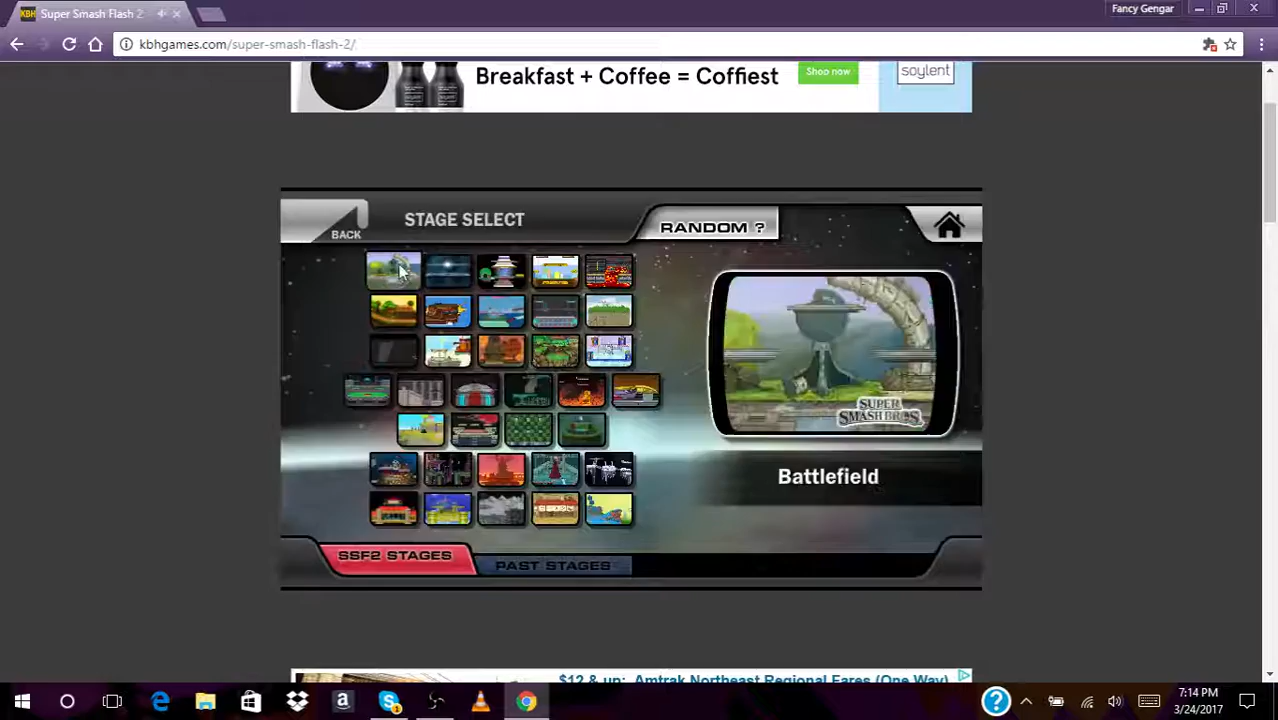 KBH Super Smash Flash 2
Fancy Gengar
kbhgames.com/super-smash-flash-2/
Breakfast + Coffee = Coffiest
Shop now
soylent
BACK
STAGE SELECT
RANDOM ?
SUPER
SMASH BROS.
Battlefield
SSF2 STAGES
PAST STAGES
$12 & up: Amtrak Northeast Regional Fares (One Way)
7:14 PM
3/24/2017